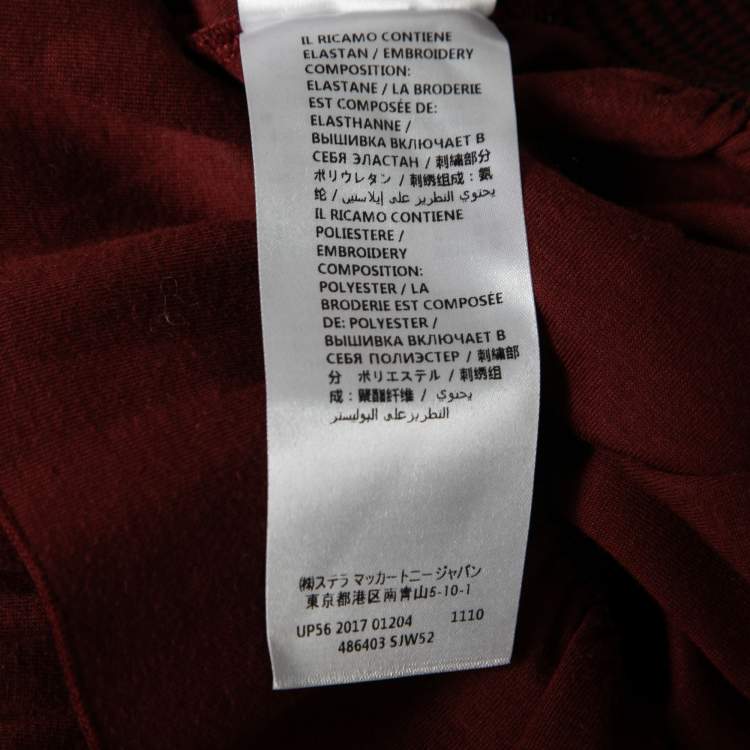 IL RICAMO CONTIENE
ELASTAN / EMBROIDERY
COMPOSITION:
ELASTANE / LA BRODERIE
EST COMPOSÉE DE:
ELASTHANNE /
ВЫШИВКА ВКЛЮЧАЕТ В
СЕБЯ ЭЛАСТАН / 刺繍部分
ポリウレタン / 刺绣组成：氨
纶 / يحتوي التطريز على إيلاستين /
IL RICAMO CONTIENE
POLIESTERE /
EMBROIDERY
COMPOSITION:
POLYESTER / LA
BRODERIE EST COMPOSÉE
DE: POLYESTER /
ВЫШИВКА ВКЛЮЧАЕТ В
СЕБЯ ПОЛИЭСТЕР / 刺繍部
分 ポリエステル / 刺绣组
成：聚酯纤维 / يحتوي
التطريز على البوليستر
㈱ステラ マッカートニー ジャパン
東京都港区南青山5-10-1
UP56 2017 01204 1110
486403 SJW52